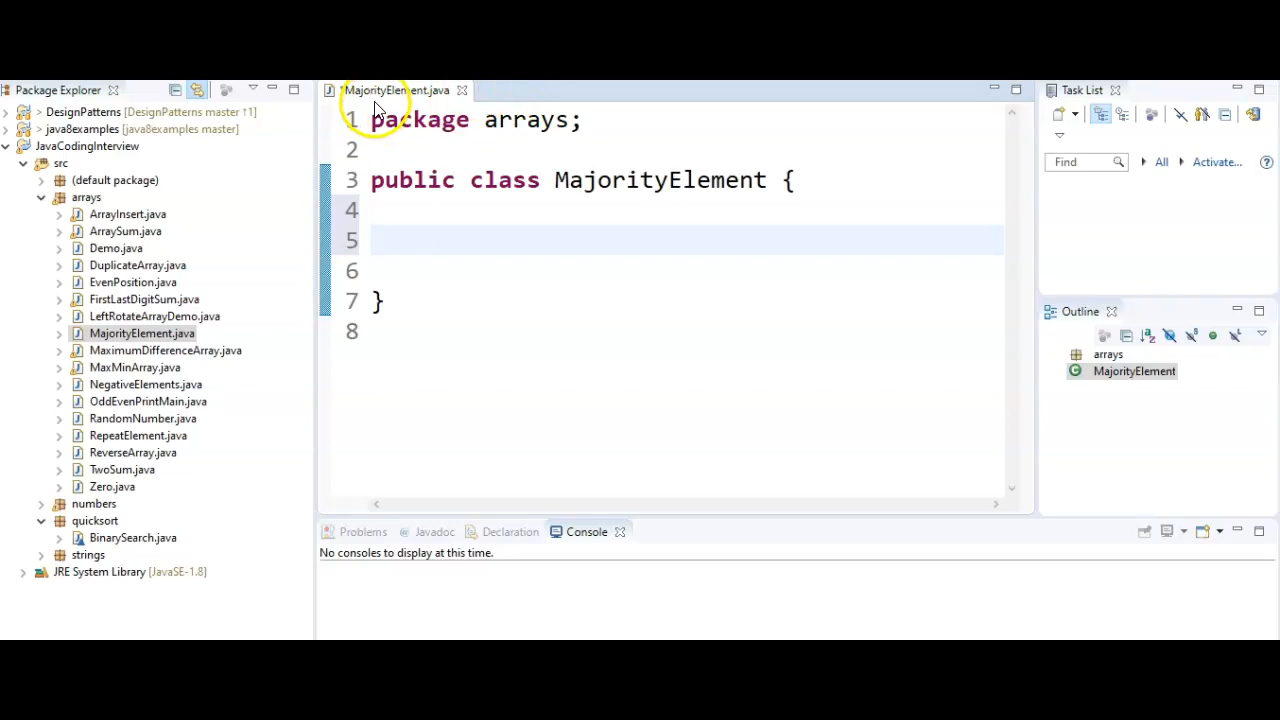 Package Explorer
> DesignPatterns [DesignPatterns master ↑1]
> java8examples [java8examples master]
JavaCodingInterview
src
(default package)
arrays
ArrayInsert.java
ArraySum.java
Demo.java
DuplicateArray.java
EvenPosition.java
FirstLastDigitSum.java
LeftRotateArrayDemo.java
MajorityElement.java
MaximumDifferenceArray.java
MaxMinArray.java
NegativeElements.java
OddEvenPrintMain.java
RandomNumber.java
RepeatElement.java
ReverseArray.java
TwoSum.java
Zero.java
numbers
quicksort
BinarySearch.java
strings
JRE System Library [JavaSE-1.8]
*MajorityElement.java
1 package arrays;
2
3 public class MajorityElement {
4
5
6
7 }
8
Problems @ Javadoc Declaration Console
No consoles to display at this time.
Task List
Find All Activate...
Outline
arrays
MajorityElement